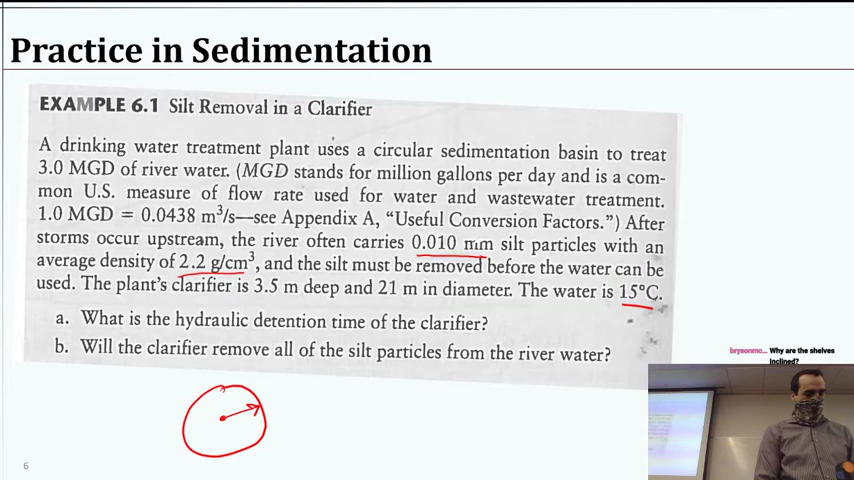 Practice in Sedimentation
EXAMPLE 6.1 Silt Removal in a Clarifier
A drinking water treatment plant uses a circular sedimentation basin to treat
3.0 MGD of river water. (MGD stands for million gallons per day and is a com-
mon U.S. measure of flow rate used for water and wastewater treatment.
1.0 MGD = 0.0438 m³/s—see Appendix A, “Useful Conversion Factors.”) After
storms occur upstream, the river often carries 0.010 mm silt particles with an
average density of 2.2 g/cm³, and the silt must be removed before the water can be
used. The plant's clarifier is 3.5 m deep and 21 m in diameter. The water is 15°C.
a. What is the hydraulic detention time of the clarifier?
b. Will the clarifier remove all of the silt particles from the river water?
brysonmc... Why are the shelves
inclined?
6